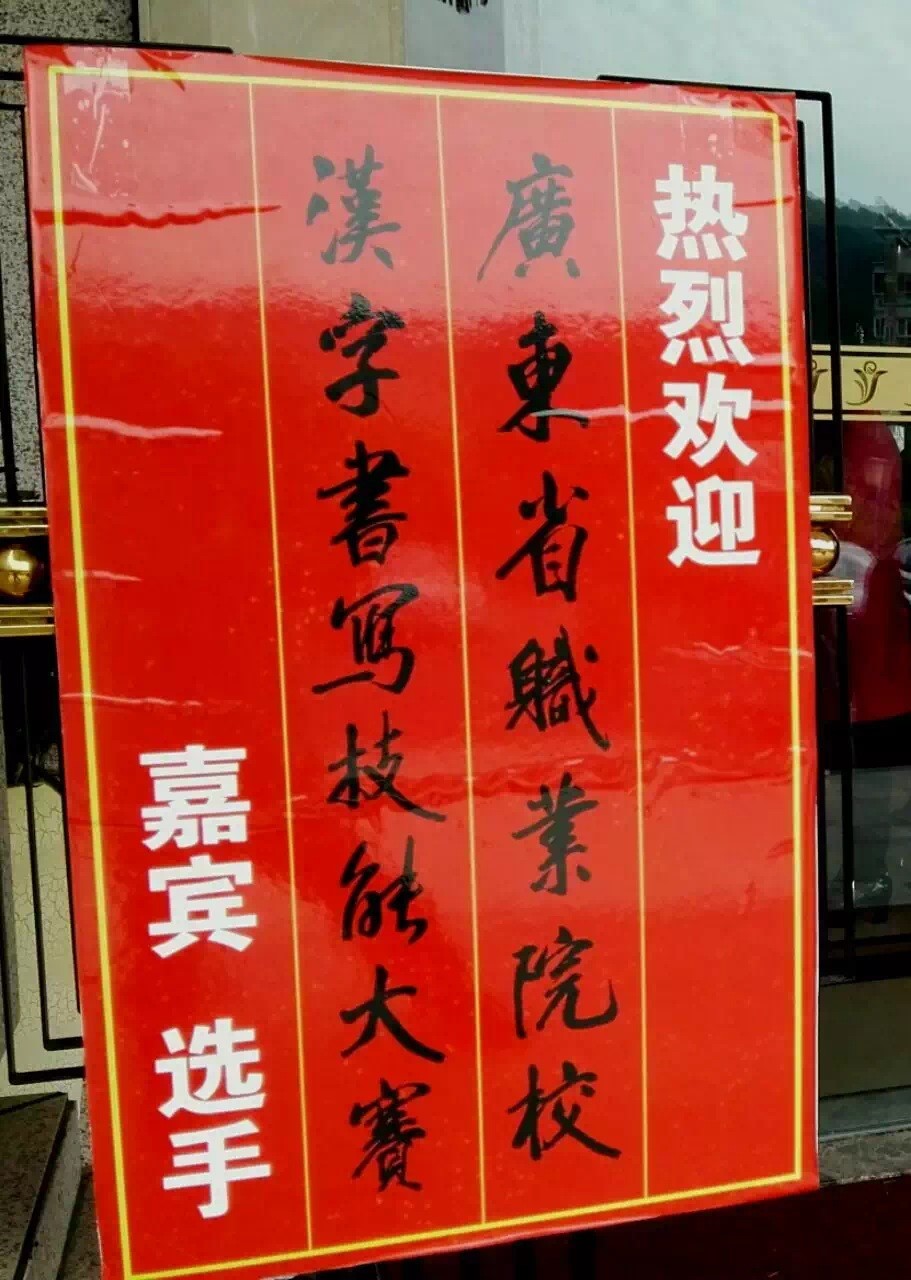 热烈欢迎
廣東省職業院校
漢字書寫技能大賽
嘉宾 选手